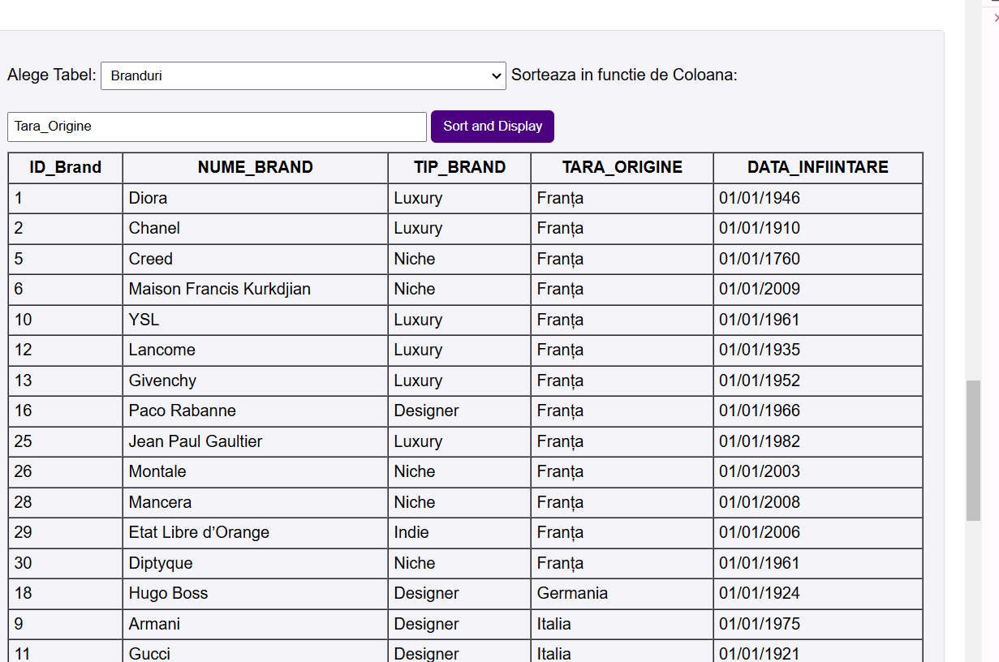 Alege Tabel: Branduri Sorteaza in functie de Coloana:
Tara_Origine Sort and Display
ID_Brand NUME_BRAND TIP_BRAND TARA_ORIGINE DATA_INFIINTARE
1 Diora Luxury Franța 01/01/1946
2 Chanel Luxury Franța 01/01/1910
5 Creed Niche Franța 01/01/1760
6 Maison Francis Kurkdjian Niche Franța 01/01/2009
10 YSL Luxury Franța 01/01/1961
12 Lancome Luxury Franța 01/01/1935
13 Givenchy Luxury Franța 01/01/1952
16 Paco Rabanne Designer Franța 01/01/1966
25 Jean Paul Gaultier Luxury Franța 01/01/1982
26 Montale Niche Franța 01/01/2003
28 Mancera Niche Franța 01/01/2008
29 Etat Libre d’Orange Indie Franța 01/01/2006
30 Diptyque Niche Franța 01/01/1961
18 Hugo Boss Designer Germania 01/01/1924
9 Armani Designer Italia 01/01/1975
11 Gucci Designer Italia 01/01/1921